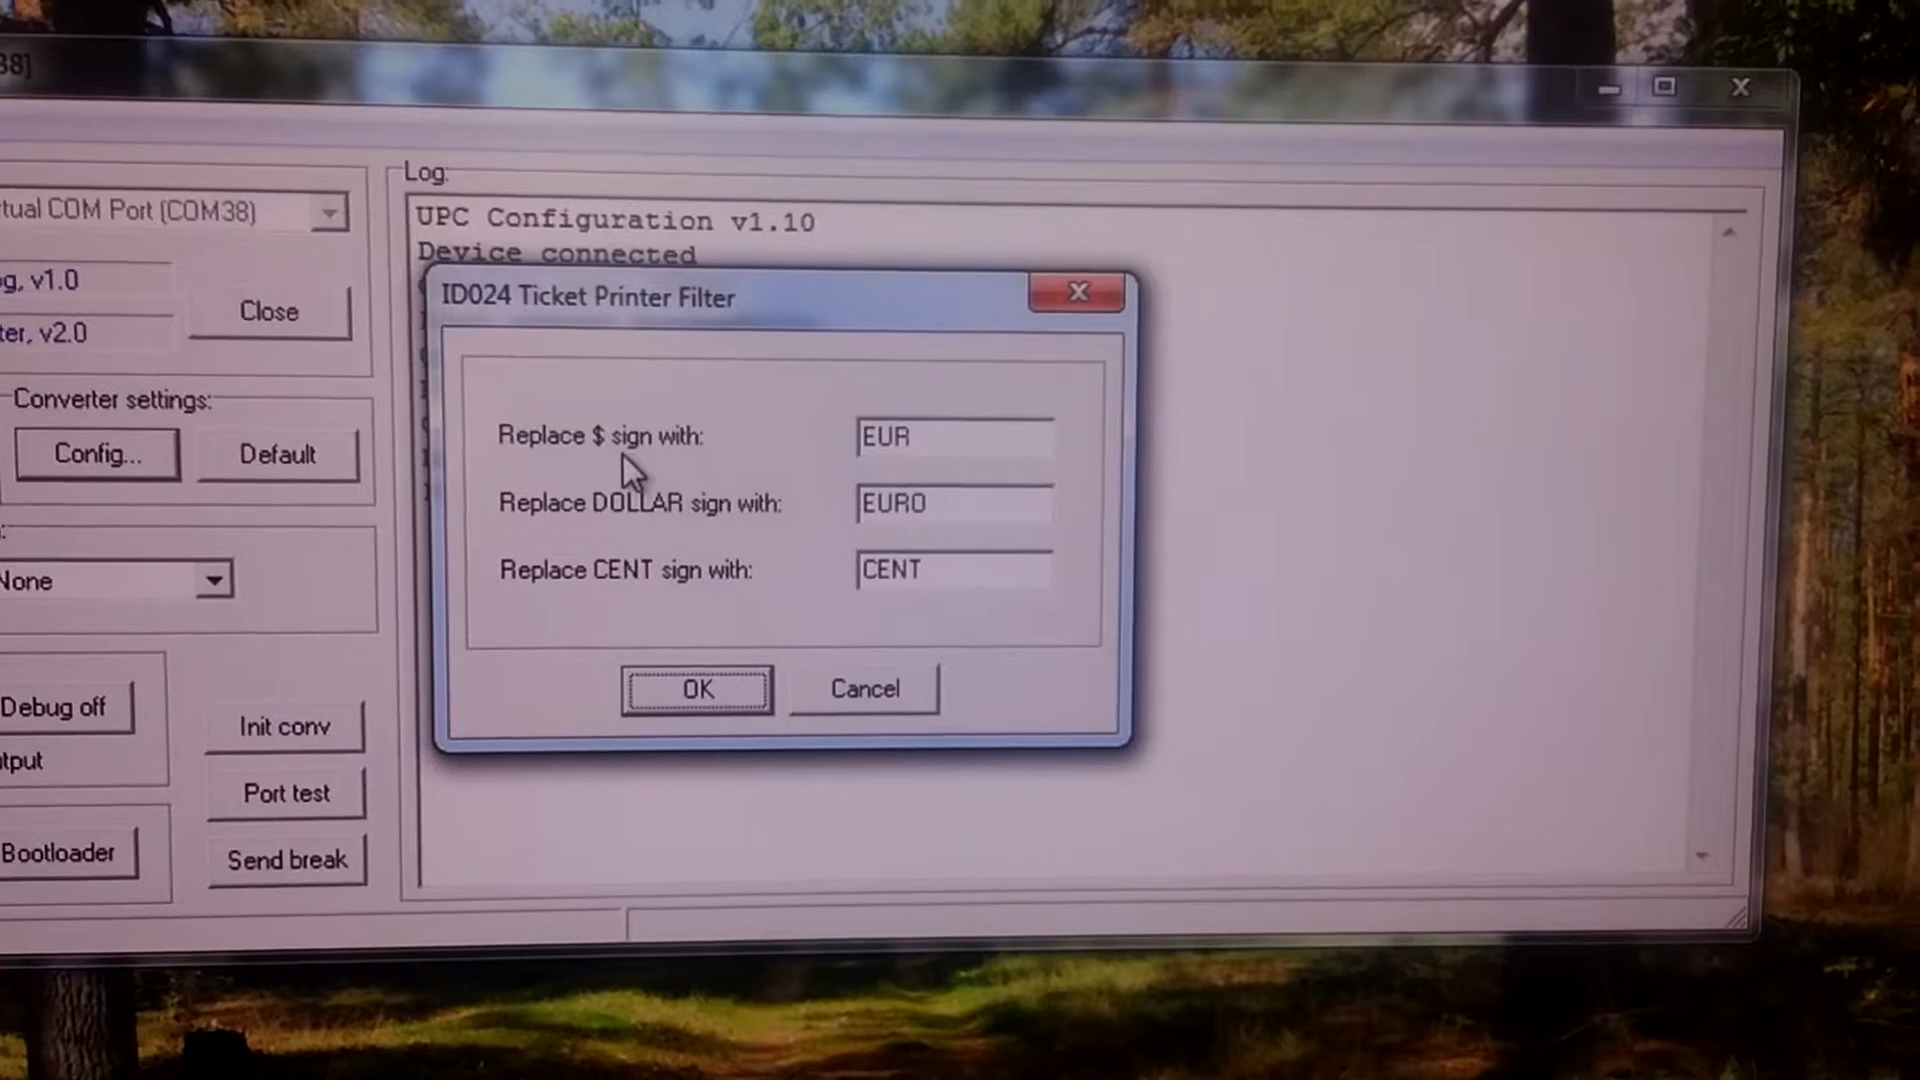 38]
Log:
tual COM Port (COM38)
UPC Configuration v1.10
Device connected
g, v1.0
Close
ter, v2.0
Converter settings:
Config...
Default
None
Debug off
tput
Init conv
Port test
Bootloader
Send break
ID024 Ticket Printer Filter
Replace $ sign with:
EUR
Replace DOLLAR sign with:
EURO
Replace CENT sign with:
CENT
OK
Cancel